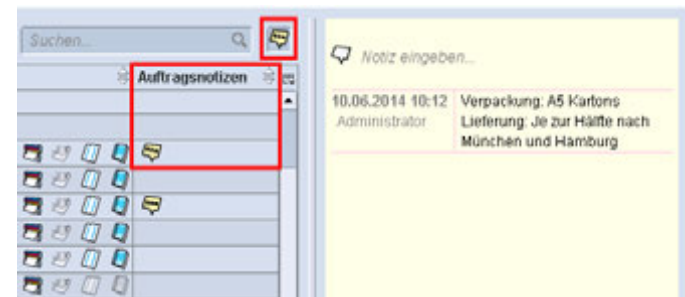 Suchen...
Auftragsnotizen
Notiz eingeben...
10.06.2014 10:12 Verpackung: A5 Kartons
Administrator Lieferung: Je zur Hälfte nach
München und Hamburg